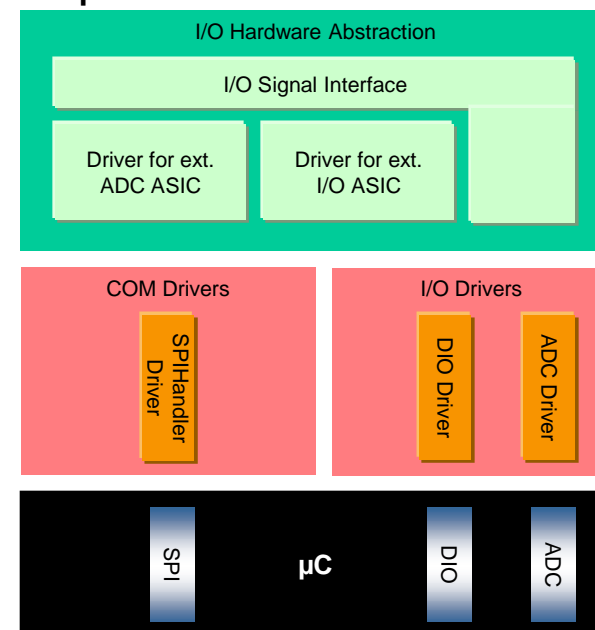 I/O Hardware Abstraction
I/O Signal Interface
Driver for ext.
ADC ASIC
Driver for ext.
I/O ASIC
COM Drivers
I/O Drivers
SPIHandler
Driver
DIO Driver
ADC Driver
SPI
µC
DIO
ADC